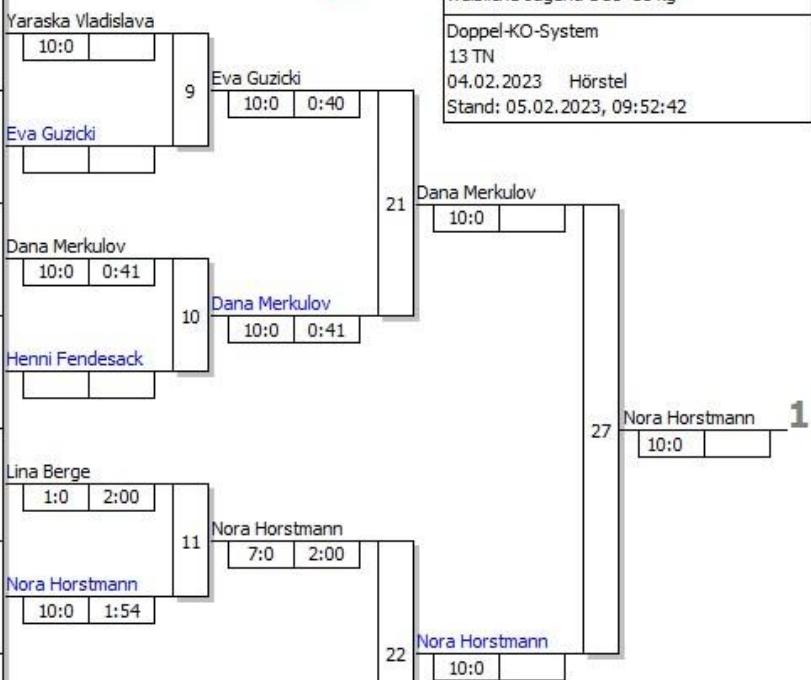 Doppel-KO-System
13 TN
04.02.2023 Hörstel
Stand: 05.02.2023, 09:52:42
Yaraska Vladislava
10:0
9
Eva Guzicki
10:0 0:40
Eva Guzicki
21
Dana Merkulov
10:0
Dana Merkulov
10:0 0:41
10
Dana Merkulov
10:0 0:41
Henni Fendesack
27
Nora Horstmann
1
10:0
Lina Berge
1:0 2:00
11
Nora Horstmann
7:0 2:00
Nora Horstmann
10:0 1:54
22
Nora Horstmann
10:0